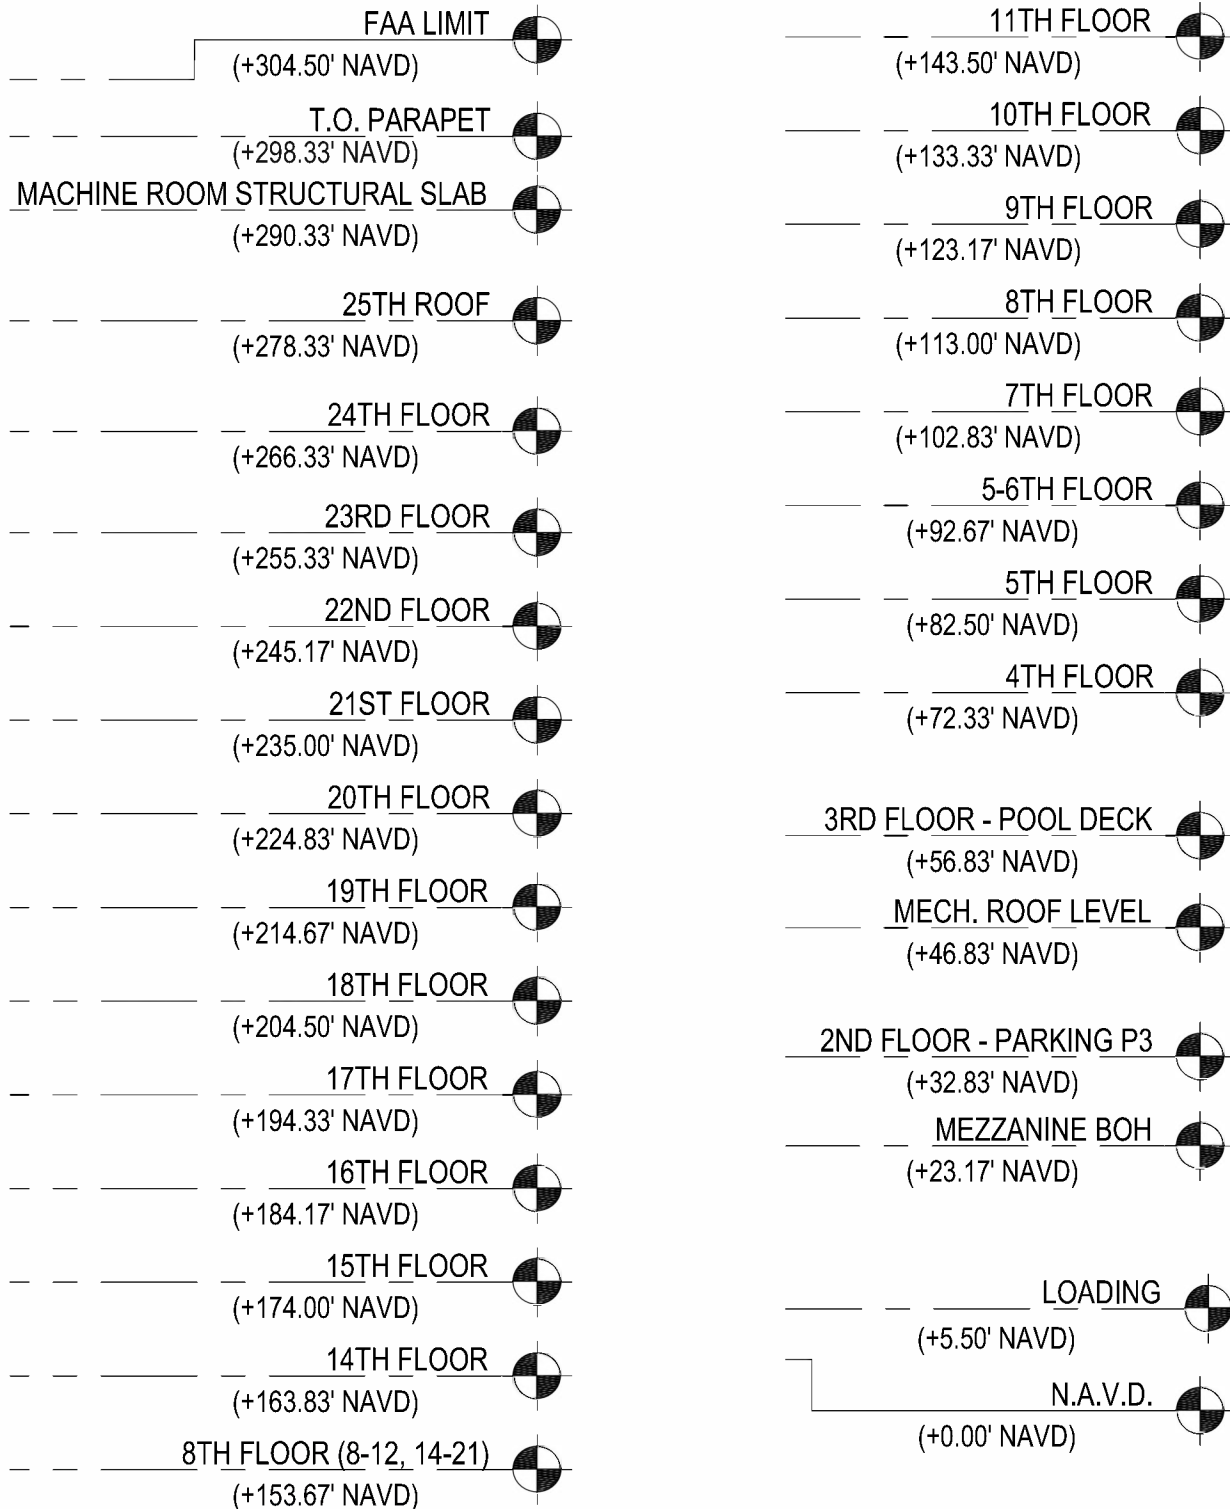 FAA LIMIT
(+304.50' NAVD)
T.O. PARAPET
(+298.33' NAVD)
MACHINE ROOM STRUCTURAL SLAB
(+290.33' NAVD)
25TH ROOF
(+278.33' NAVD)
24TH FLOOR
(+266.33' NAVD)
23RD FLOOR
(+255.33' NAVD)
22ND FLOOR
(+245.17' NAVD)
21ST FLOOR
(+235.00' NAVD)
20TH FLOOR
(+224.83' NAVD)
19TH FLOOR
(+214.67' NAVD)
18TH FLOOR
(+204.50' NAVD)
17TH FLOOR
(+194.33' NAVD)
16TH FLOOR
(+184.17' NAVD)
15TH FLOOR
(+174.00' NAVD)
14TH FLOOR
(+163.83' NAVD)
8TH FLOOR (8-12, 14-21)
(+153.67' NAVD)
11TH FLOOR
(+143.50' NAVD)
10TH FLOOR
(+133.33' NAVD)
9TH FLOOR
(+123.17' NAVD)
8TH FLOOR
(+113.00' NAVD)
7TH FLOOR
(+102.83' NAVD)
5-6TH FLOOR
(+92.67' NAVD)
5TH FLOOR
(+82.50' NAVD)
4TH FLOOR
(+72.33' NAVD)
3RD FLOOR - POOL DECK
(+56.83' NAVD)
MECH. ROOF LEVEL
(+46.83' NAVD)
2ND FLOOR - PARKING P3
(+32.83' NAVD)
MEZZANINE BOH
(+23.17' NAVD)
LOADING
(+5.50' NAVD)
N.A.V.D.
(+0.00' NAVD)